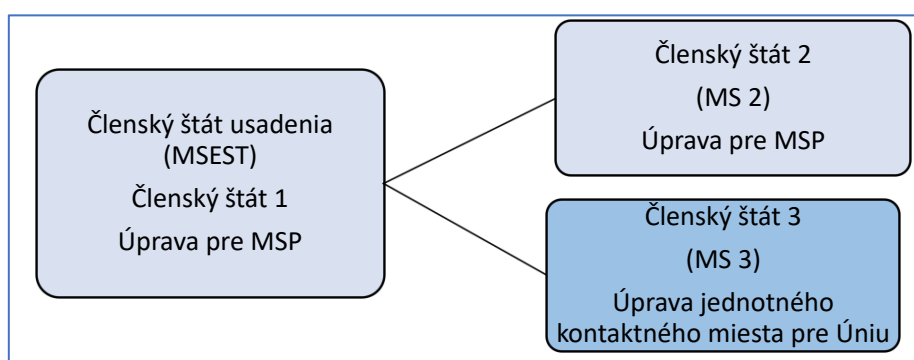 Členský štát usadenia
(MSEST)
Členský štát 1
Úprava pre MSP
Členský štát 2
(MS 2)
Úprava pre MSP
Členský štát 3
(MS 3)
Úprava jednotného
kontaktného miesta pre Úniu